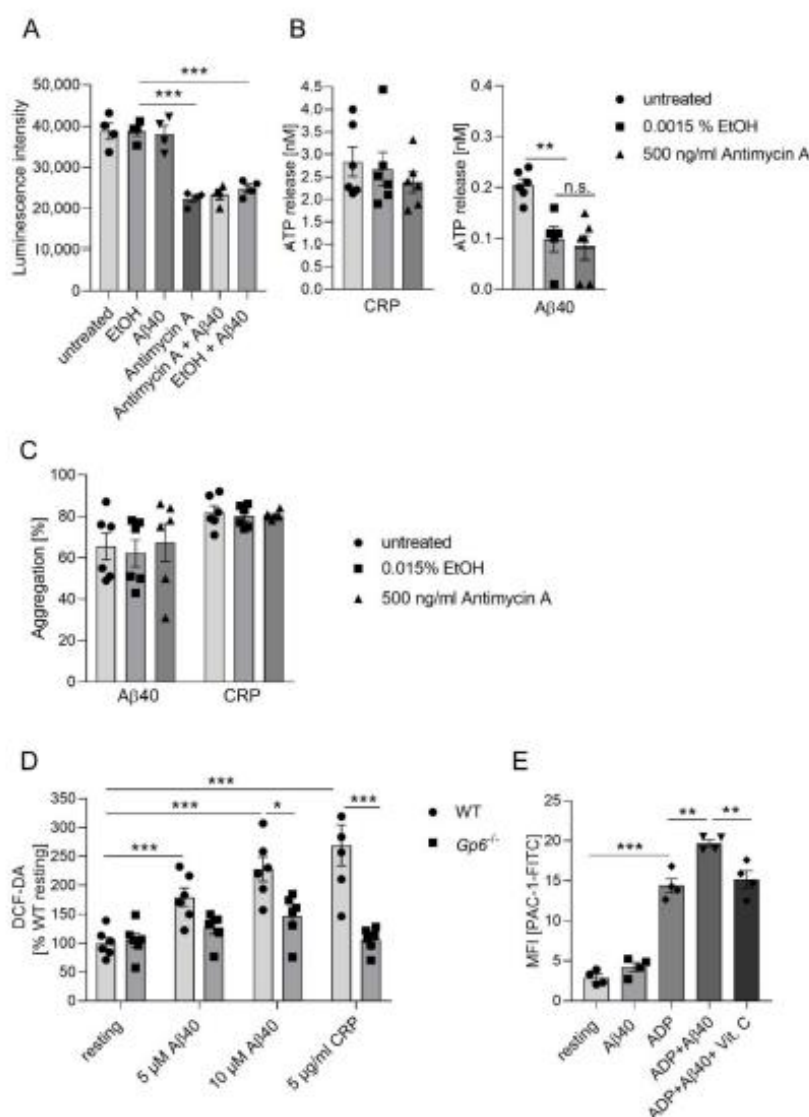 A
Luminescence intensity
50,000
40,000
30,000
20,000
10,000
0
***
***
untreated
EtOH
Aβ40
Antimycin A
Antimycin A + Aβ40
EtOH + Aβ40
B
ATP release [nM]
4.5
4.0
3.5
3.0
2.5
2.0
1.5
1.0
0.5
0.0
CRP
ATP release [nM]
0.4
0.3
0.2
0.1
0.0
**
n.s.
Aβ40
untreated
0.0015 % EtOH
500 ng/ml Antimycin A
C
Aggregation [%]
100
80
60
40
20
0
Aβ40
CRP
untreated
0.015% EtOH
500 ng/ml Antimycin A
D
DCF-DA
[% WT resting]
350
300
250
200
150
100
50
0
***
***
*
***
***
resting
5 µM Aβ40
10 µM Aβ40
5 µg/ml CRP
WT
Gp6-/-
E
MFI [PAC-1-FITC]
25
20
15
10
5
0
***
**
**
resting
Aβ40
ADP
ADP+Aβ40
ADP+Aβ40+ Vit. C